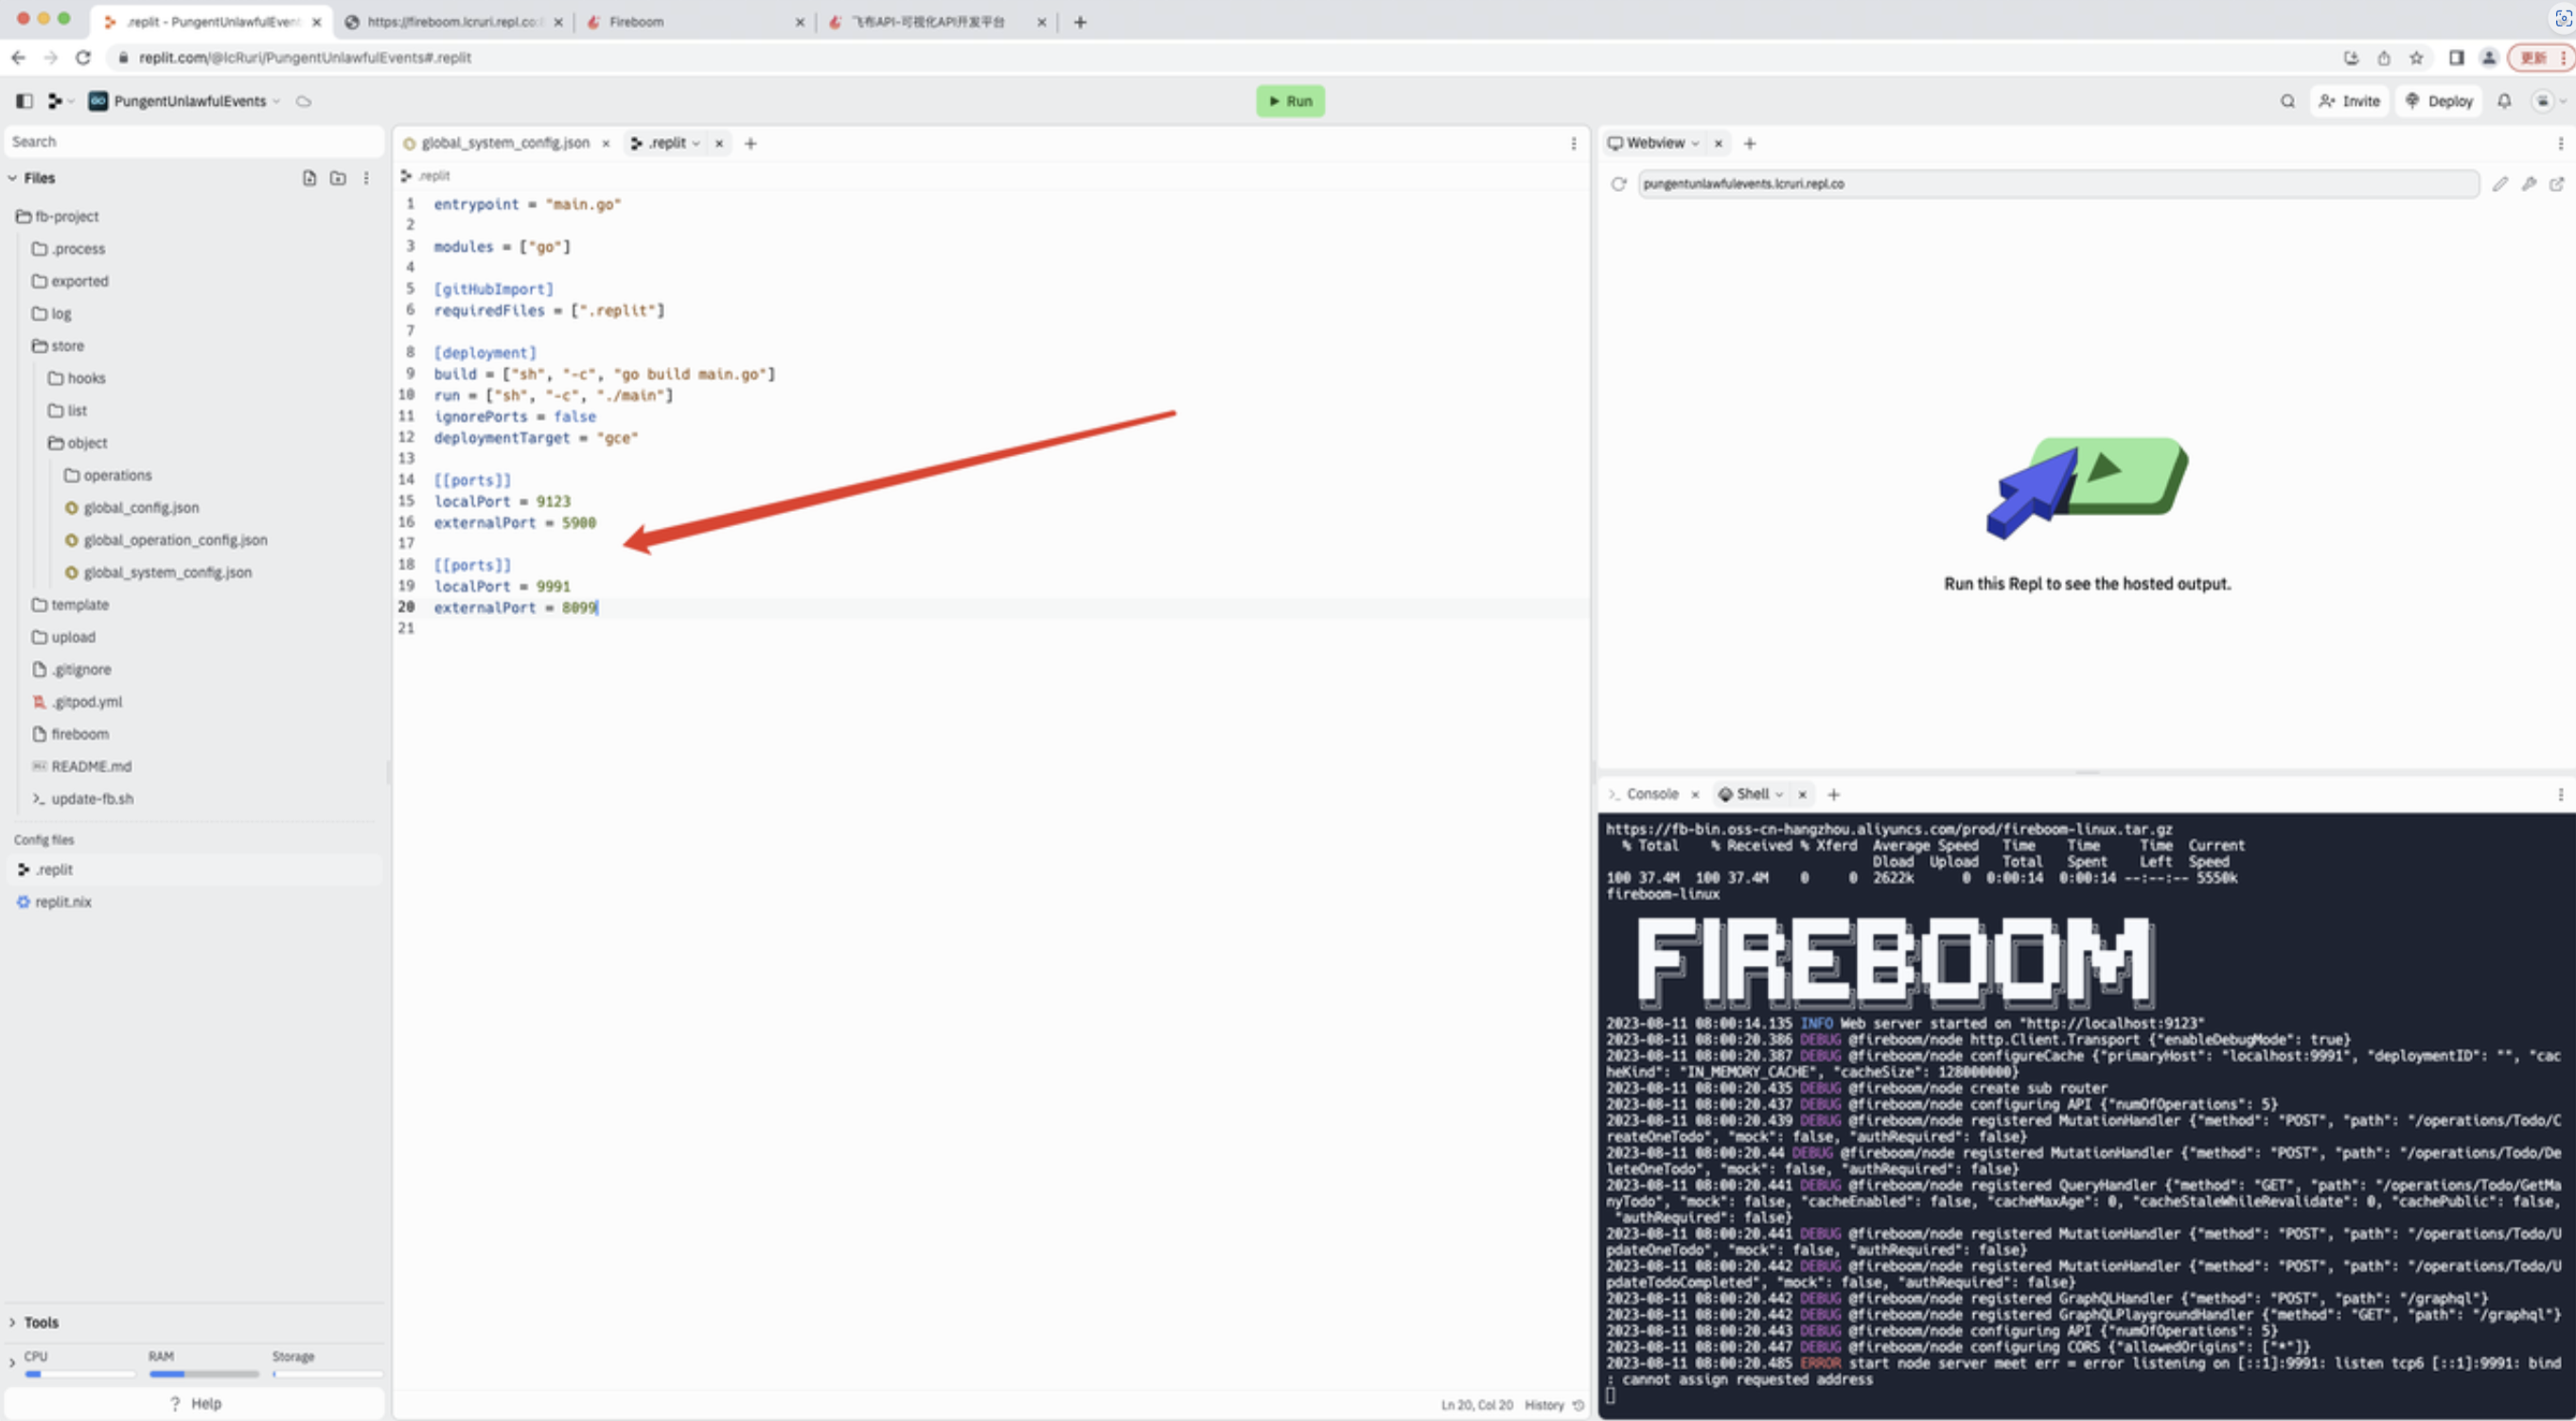 .replit - PungentUnlawfulEvent
https://fireboom.lcruri.repl.co:
Fireboom
飞布API-可视化API开发平台
replit.com/@lcRuri/PungentUnlawfulEvents#.replit
更新
PungentUnlawfulEvents
Run
Invite
Deploy
Search
Files
fb-project
.process
exported
log
store
hooks
list
object
operations
global_config.json
global_operation_config.json
global_system_config.json
template
upload
.gitignore
.gitpod.yml
fireboom
README.md
update-fb.sh
Config files
.replit
replit.nix
Tools
CPU RAM Storage
? Help
global_system_config.json
.replit
.replit
1 entrypoint = "main.go"
2
3 modules = ["go"]
4
5 [gitHubImport]
6 requiredFiles = [".replit"]
7
8 [deployment]
9 build = ["sh", "-c", "go build main.go"]
10 run = ["sh", "-c", "./main"]
11 ignorePorts = false
12 deploymentTarget = "gce"
13
14 [[ports]]
15 localPort = 9123
16 externalPort = 5900
17
18 [[ports]]
19 localPort = 9991
20 externalPort = 8099
21
Ln 20, Col 20 History
Webview
pungentunlawfulevents.lcruri.repl.co
Run this Repl to see the hosted output.
Console
Shell
https://fb-bin.oss-cn-hangzhou.aliyuncs.com/prod/fireboom-linux.tar.gz
% Total % Received % Xferd Average Speed Time Time Time Current
Dload Upload Total Spent Left Speed
100 37.4M 100 37.4M 0 0 2622k 0 0:00:14 0:00:14 --:--:-- 5550k
fireboom-linux
FIREBOOM
2023-08-11 08:00:14.135 INFO Web server started on "http://localhost:9123"
2023-08-11 08:00:20.386 DEBUG @fireboom/node http.Client.Transport {"enableDebugMode": true}
2023-08-11 08:00:20.387 DEBUG @fireboom/node configureCache {"primaryHost": "localhost:9991", "deploymentID": "", "cac
heKind": "IN_MEMORY_CACHE", "cacheSize": 128000000}
2023-08-11 08:00:20.435 DEBUG @fireboom/node create sub router
2023-08-11 08:00:20.437 DEBUG @fireboom/node configuring API {"numOfOperations": 5}
2023-08-11 08:00:20.439 DEBUG @fireboom/node registered MutationHandler {"method": "POST", "path": "/operations/Todo/C
reateOneTodo", "mock": false, "authRequired": false}
2023-08-11 08:00:20.44 DEBUG @fireboom/node registered MutationHandler {"method": "POST", "path": "/operations/Todo/De
leteOneTodo", "mock": false, "authRequired": false}
2023-08-11 08:00:20.441 DEBUG @fireboom/node registered QueryHandler {"method": "GET", "path": "/operations/Todo/GetMa
nyTodo", "mock": false, "cacheEnabled": false, "cacheMaxAge": 0, "cacheStaleWhileRevalidate": 0, "cachePublic": false,
"authRequired": false}
2023-08-11 08:00:20.441 DEBUG @fireboom/node registered MutationHandler {"method": "POST", "path": "/operations/Todo/U
pdateOneTodo", "mock": false, "authRequired": false}
2023-08-11 08:00:20.442 DEBUG @fireboom/node registered MutationHandler {"method": "POST", "path": "/operations/Todo/U
pdateTodoCompleted", "mock": false, "authRequired": false}
2023-08-11 08:00:20.442 DEBUG @fireboom/node registered GraphQLHandler {"method": "POST", "path": "/graphql"}
2023-08-11 08:00:20.442 DEBUG @fireboom/node registered GraphQLPlaygroundHandler {"method": "GET", "path": "/graphql"}
2023-08-11 08:00:20.443 DEBUG @fireboom/node configuring API {"numOfOperations": 5}
2023-08-11 08:00:20.447 DEBUG @fireboom/node configuring CORS {"allowedOrigins": ["*"]}
2023-08-11 08:00:20.485 ERROR start node server meet err = error listening on [::1]:9991: listen tcp6 [::1]:9991: bind
: cannot assign requested address